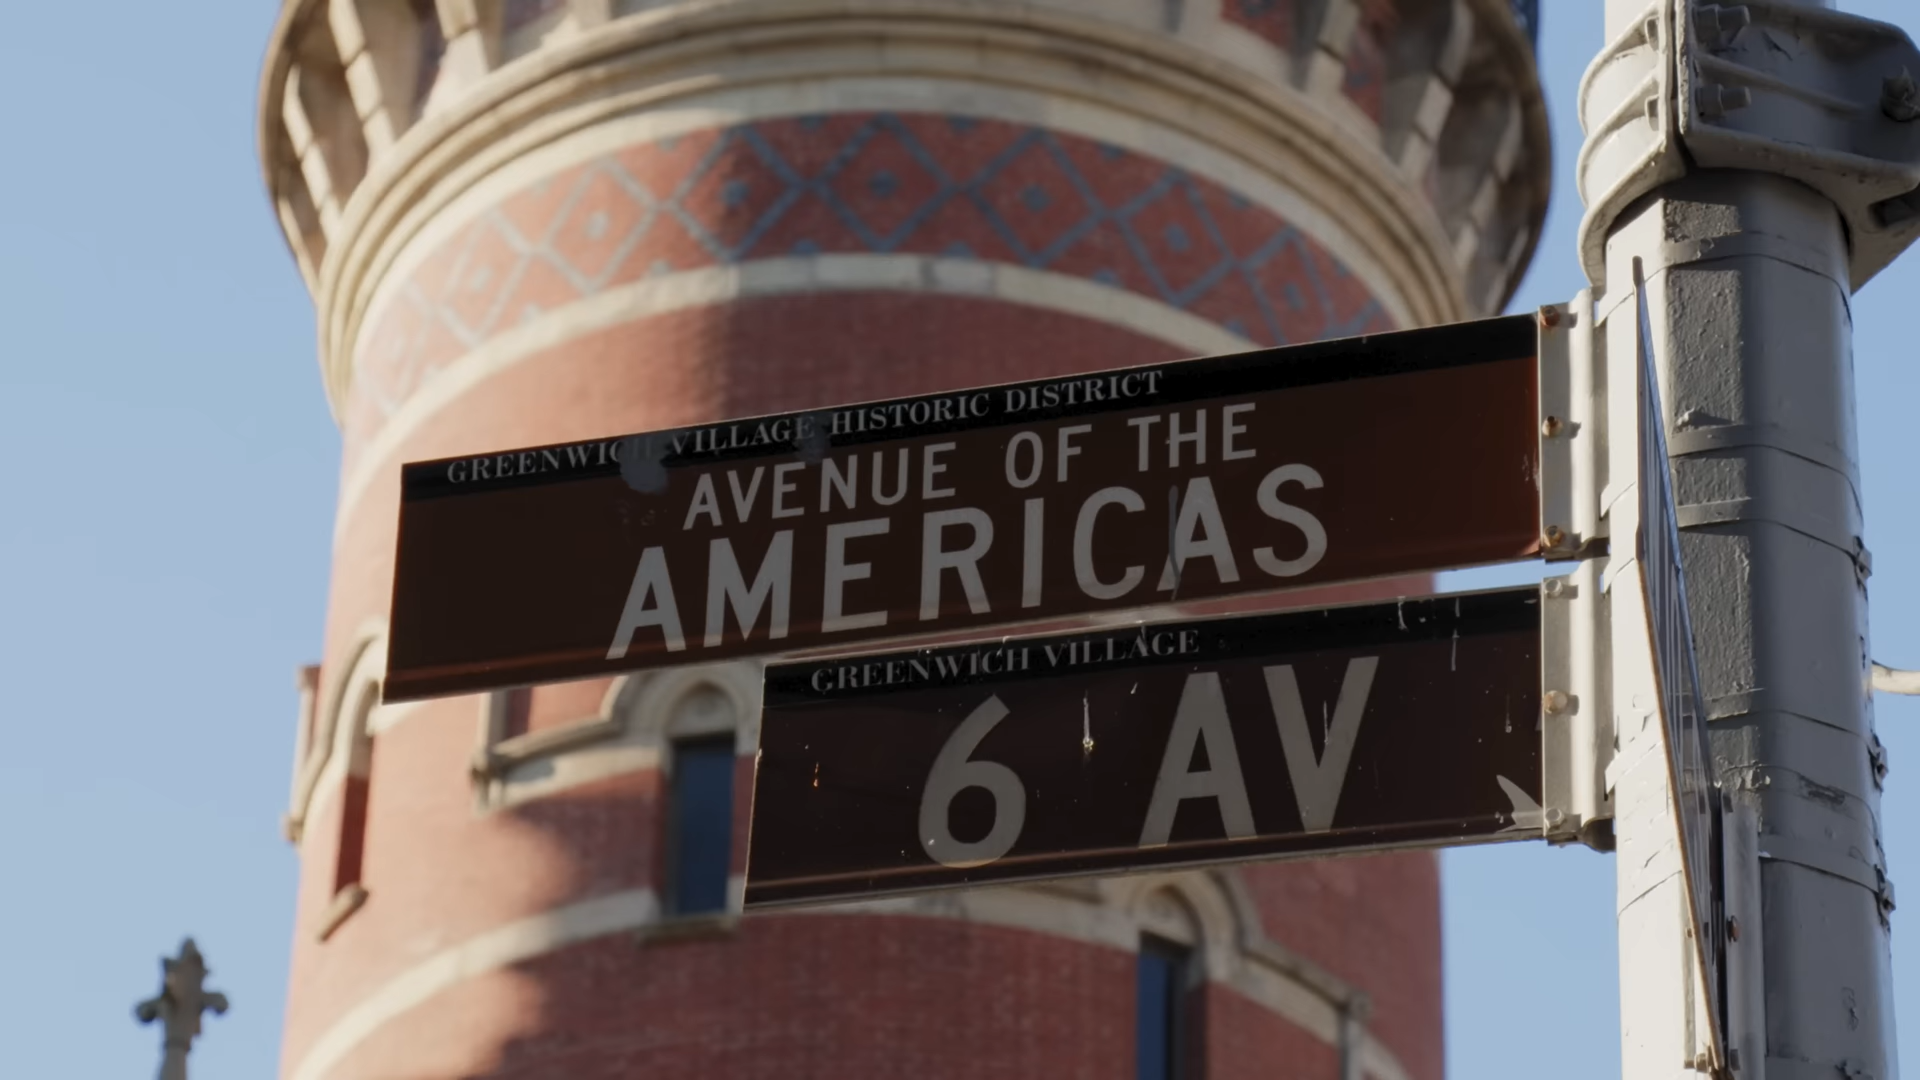 GREENWICH VILLAGE HISTORIC DISTRICT
AVENUE OF THE
AMERICAS
GREENWICH VILLAGE
6 AV